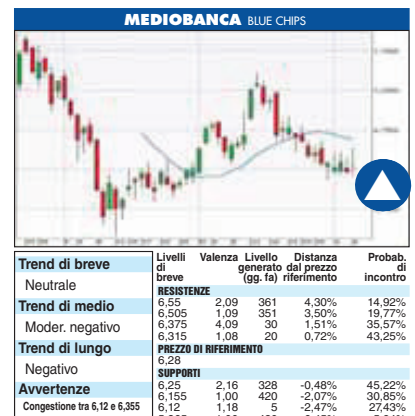 MEDIOBANCA BLUE CHIPS
Trend di breve
Neutrale
Trend di medio
Moder. negativo
Trend di lungo
Negativo
Avvertenze
Congestione tra 6,12 e 6,355
Livelli di breve Valenza Livello generato (gg. fa) Distanza dal prezzo riferimento Probab. di incontro
RESISTENZE
6,55 2,09 361 4,30% 14,92%
6,505 1,09 351 3,50% 19,77%
6,375 4,09 30 1,51% 35,57%
6,315 1,08 20 0,72% 43,25%
PREZZO DI RIFERIMENTO
6,28
SUPPORTI
6,25 2,16 328 -0,48% 45,22%
6,155 1,00 420 -2,07% 30,85%
6,12 1,18 5 -2,47% 27,43%